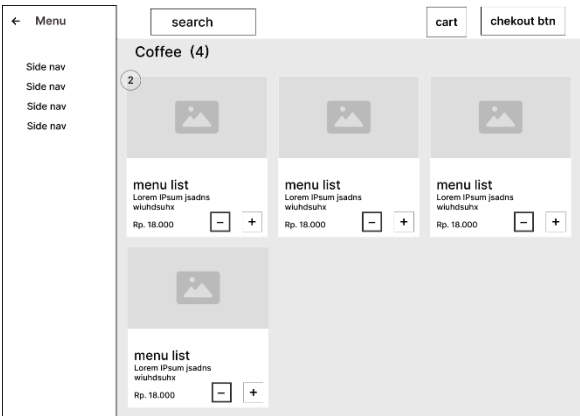 ← Menu
search
cart
chekout btn
Side nav
Side nav
Side nav
Side nav
Coffee (4)
2
menu list
Lorem IPsum jsadns
wiuhdsuhx
Rp. 18.000
–
+
menu list
Lorem IPsum jsadns
wiuhdsuhx
Rp. 18.000
–
+
menu list
Lorem IPsum jsadns
wiuhdsuhx
Rp. 18.000
–
+
menu list
Lorem IPsum jsadns
wiuhdsuhx
Rp. 18.000
–
+